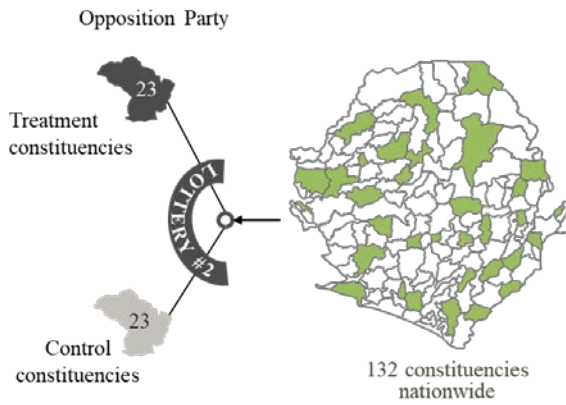 Opposition Party
23
Treatment
constituencies
LOTTERY #2
23
Control
constituencies
132 constituencies
nationwide